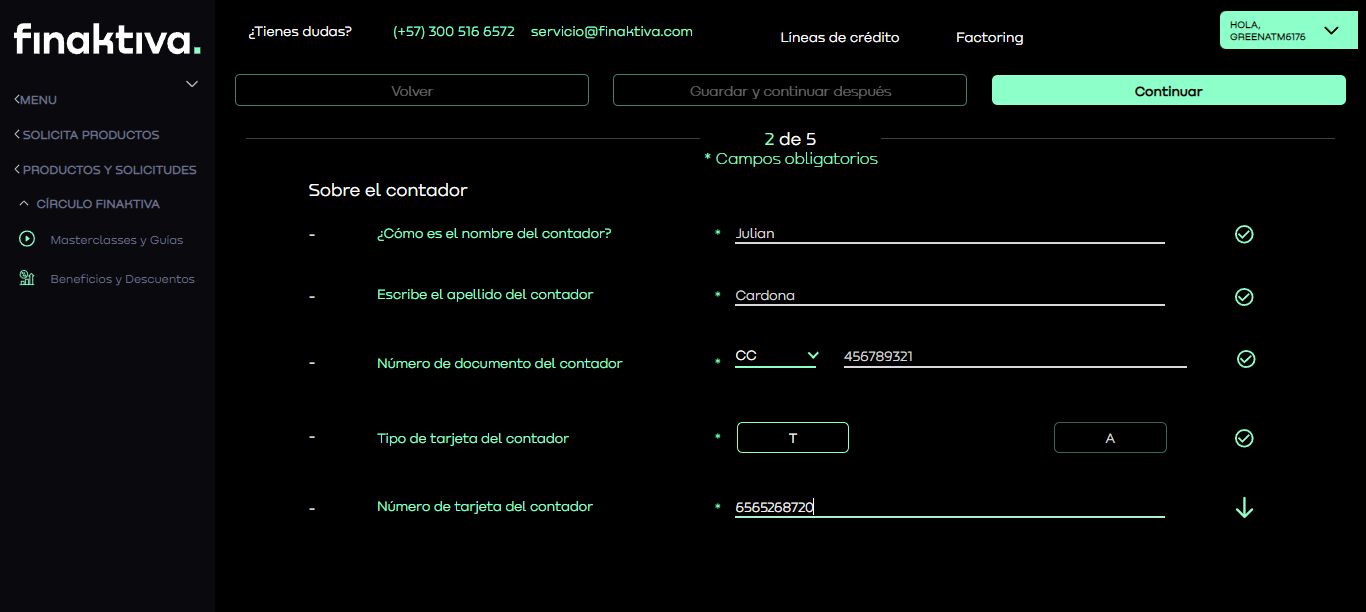 finaktiva.
¿Tienes dudas? (+57) 300 516 6572 servicio@finaktiva.com Líneas de crédito Factoring
HOLA,
GREENATM6176
MENU
SOLICITA PRODUCTOS
PRODUCTOS Y SOLICITUDES
CÍRCULO FINAKTIVA
Masterclasses y Guías
Beneficios y Descuentos
Volver Guardar y continuar después Continuar
2 de 5
* Campos obligatorios
Sobre el contador
- ¿Cómo es el nombre del contador? * Julian
- Escribe el apellido del contador * Cardona
- Número de documento del contador * CC 456789321
- Tipo de tarjeta del contador * T A
- Número de tarjeta del contador * 6565268720